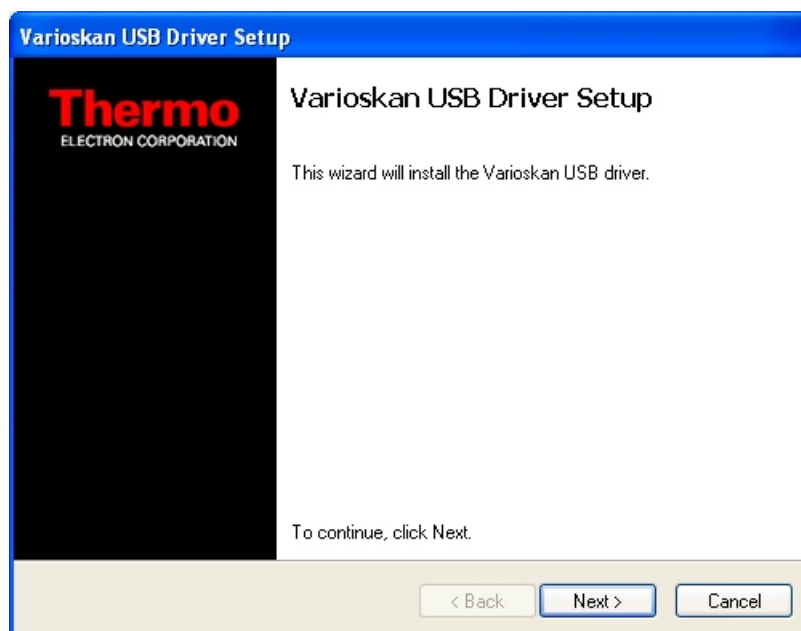 Varioskan USB Driver Setup
Thermo
ELECTRON CORPORATION
Varioskan USB Driver Setup
This wizard will install the Varioskan USB driver.
To continue, click Next.
< Back
Next >
Cancel